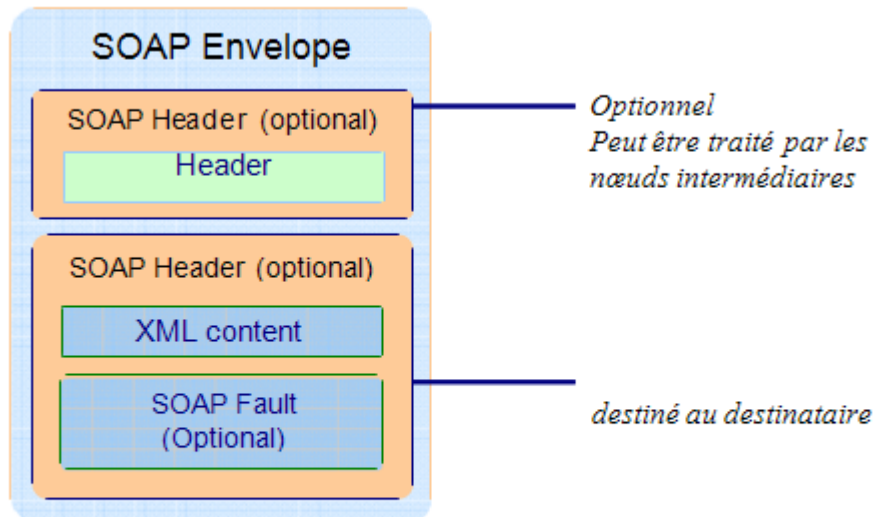 SOAP Envelope
SOAP Header (optional)
Header
Optionnel
Peut être traité par les
nœuds intermédiaires
SOAP Header (optional)
XML content
SOAP Fault
(Optional)
destiné au destinataire